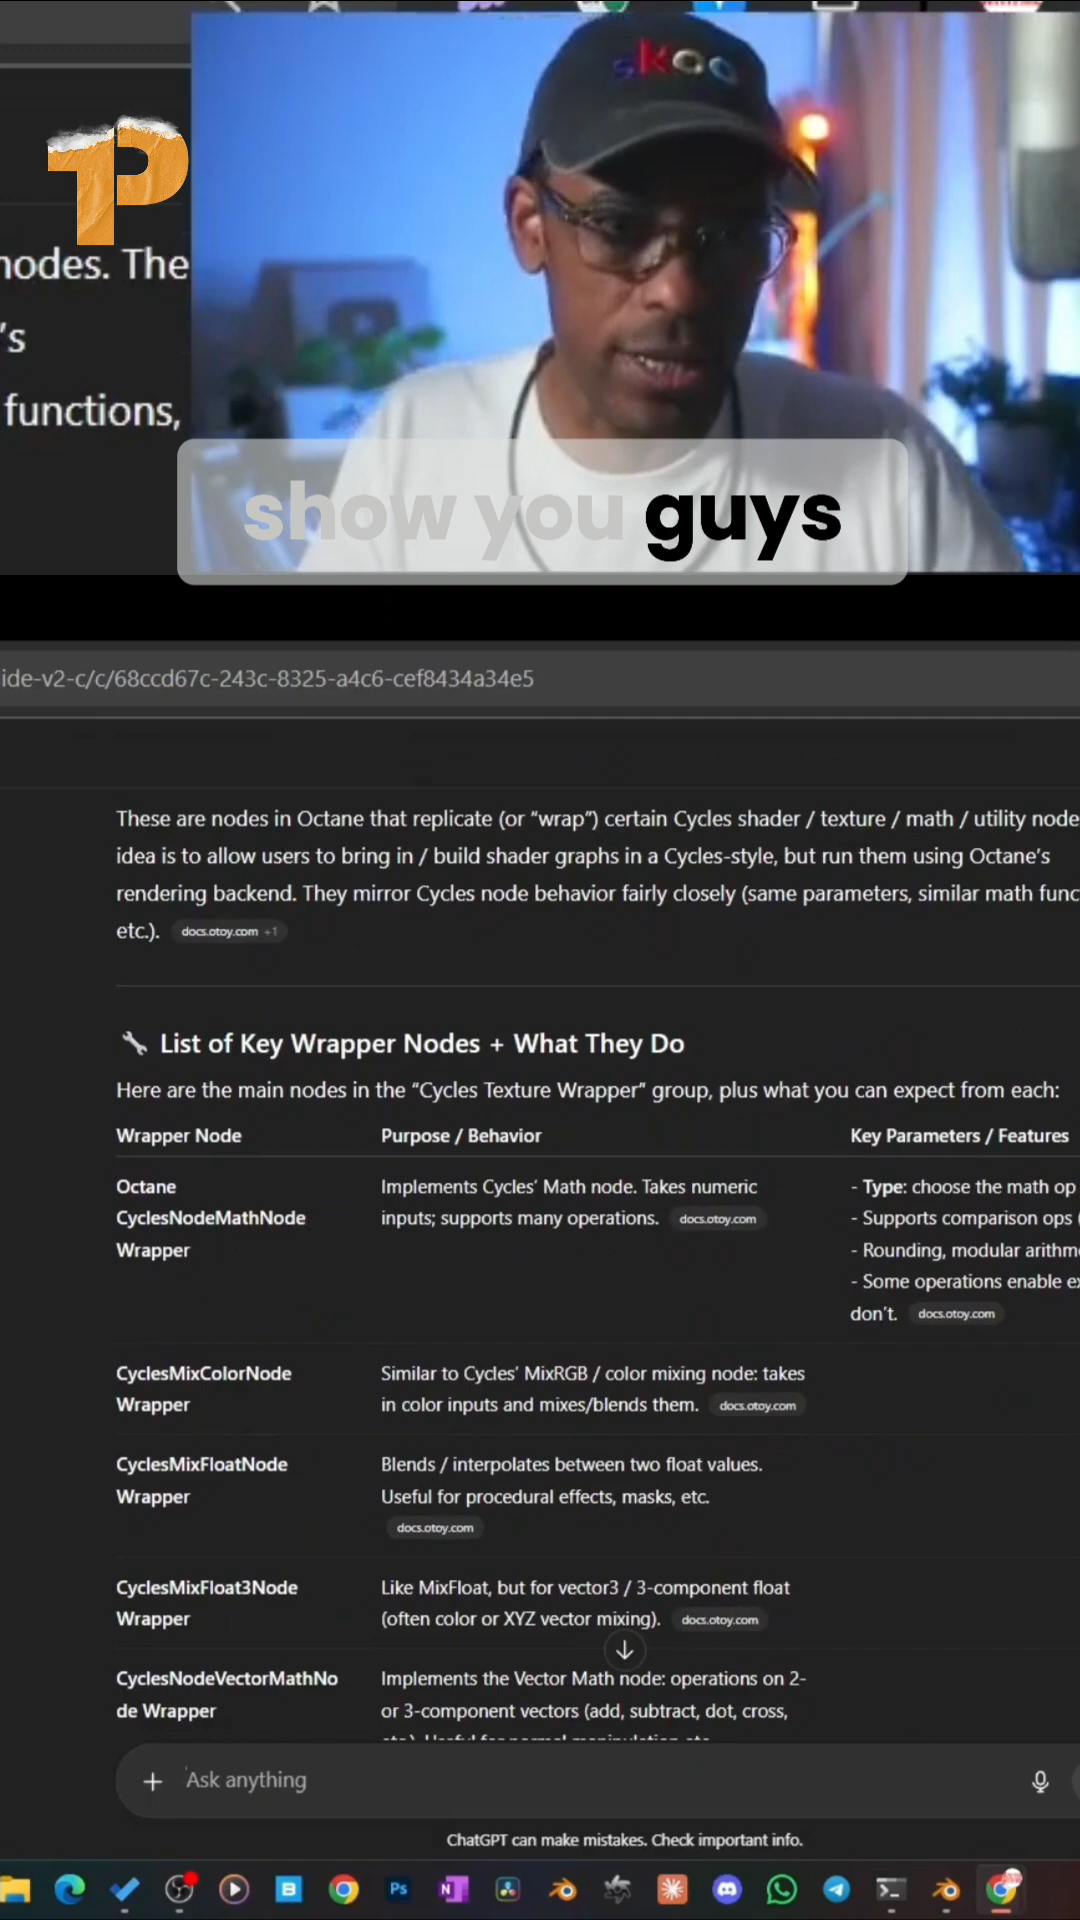 skoo
1P
nodes. The
's
functions,
show you guys
ide-v2-c/c/68ccd67c-243c-8325-a4c6-cef8434a34e5
These are nodes in Octane that replicate (or “wrap”) certain Cycles shader / texture / math / utility node
idea is to allow users to bring in / build shader graphs in a Cycles-style, but run them using Octane’s
rendering backend. They mirror Cycles node behavior fairly closely (same parameters, similar math func
etc.). docs.otoy.com +1
List of Key Wrapper Nodes + What They Do
Here are the main nodes in the “Cycles Texture Wrapper” group, plus what you can expect from each:
Wrapper Node Purpose / Behavior Key Parameters / Features
Octane Implements Cycles’ Math node. Takes numeric - Type: choose the math op
CyclesNodeMathNode inputs; supports many operations. docs.otoy.com - Supports comparison ops
Wrapper - Rounding, modular arithm
- Some operations enable ex
don’t. docs.otoy.com
CyclesMixColorNode Similar to Cycles’ MixRGB / color mixing node: takes
Wrapper in color inputs and mixes/blends them. docs.otoy.com
CyclesMixFloatNode Blends / interpolates between two float values.
Wrapper Useful for procedural effects, masks, etc.
docs.otoy.com
CyclesMixFloat3Node Like MixFloat, but for vector3 / 3-component float
Wrapper (often color or XYZ vector mixing). docs.otoy.com
CyclesNodeVectorMathNo Implements the Vector Math node: operations on 2-
de Wrapper or 3-component vectors (add, subtract, dot, cross,
+ Ask anything
ChatGPT can make mistakes. Check important info.
B Ps N